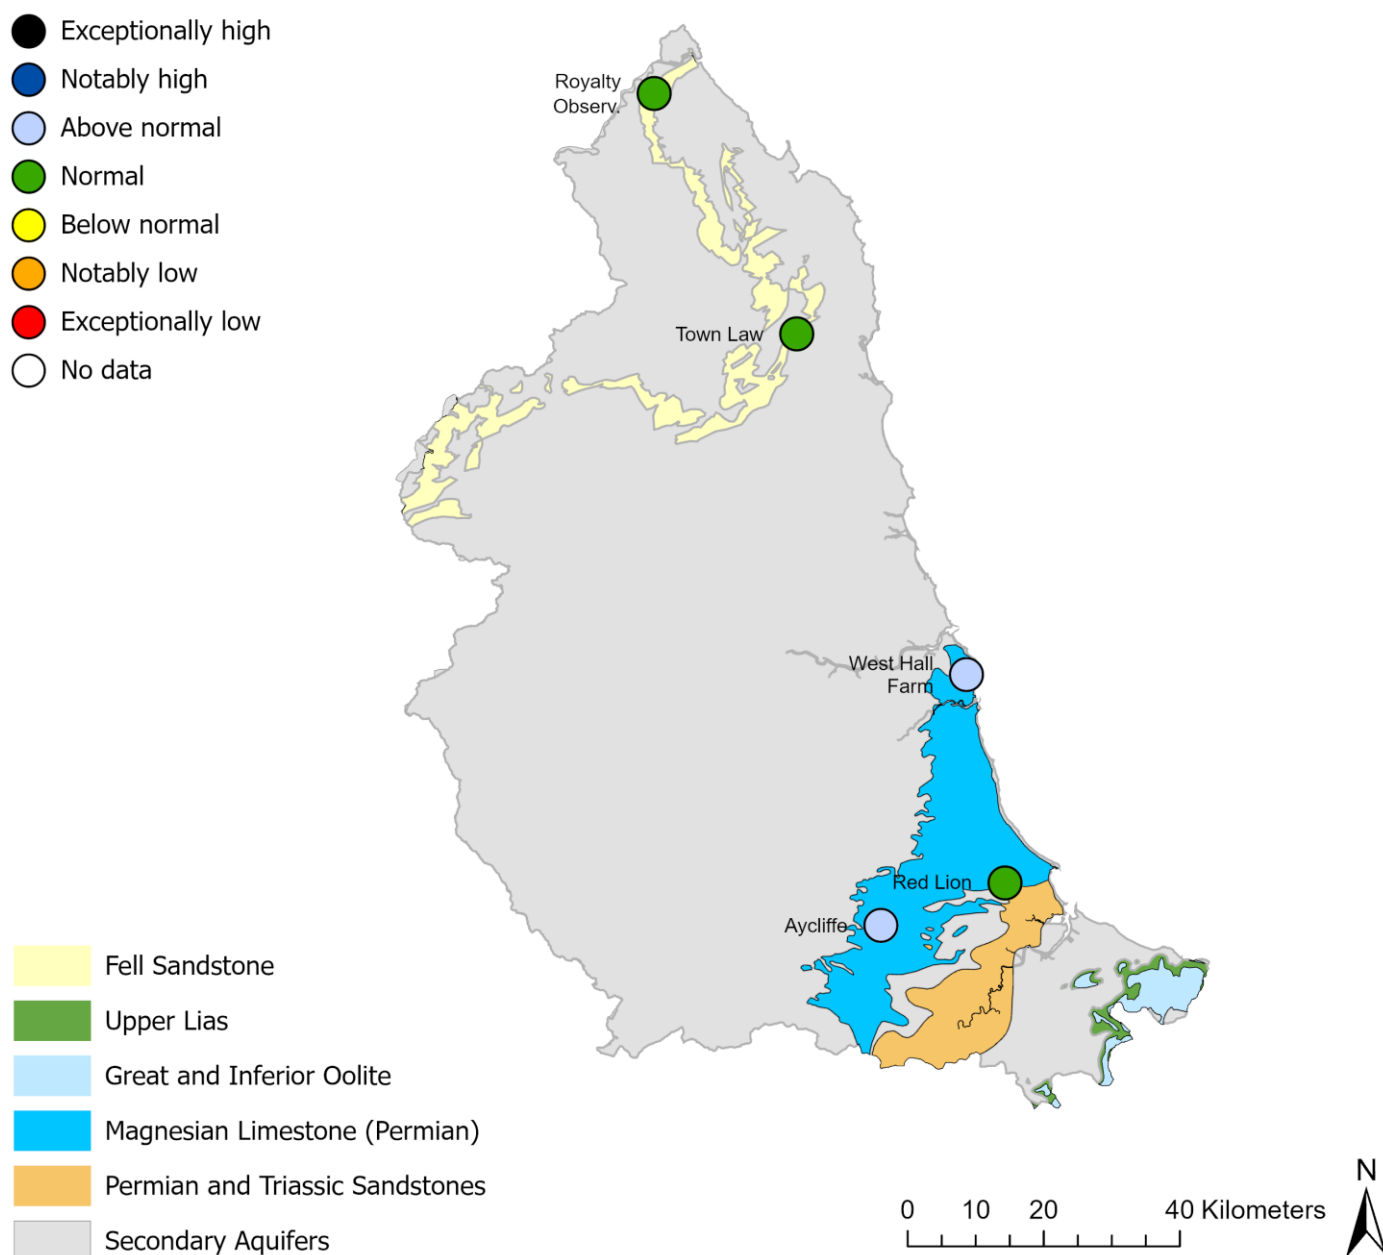 Exceptionally high
Notably high
Above normal
Normal
Below normal
Notably low
Exceptionally low
No data
Royalty
Observ.
Town Law
West Hall
Farm
Red Lion
Aycliffe
Fell Sandstone
Upper Lias
Great and Inferior Oolite
Magnesian Limestone (Permian)
Permian and Triassic Sandstones
Secondary Aquifers
N
0 10 20 40 Kilometers